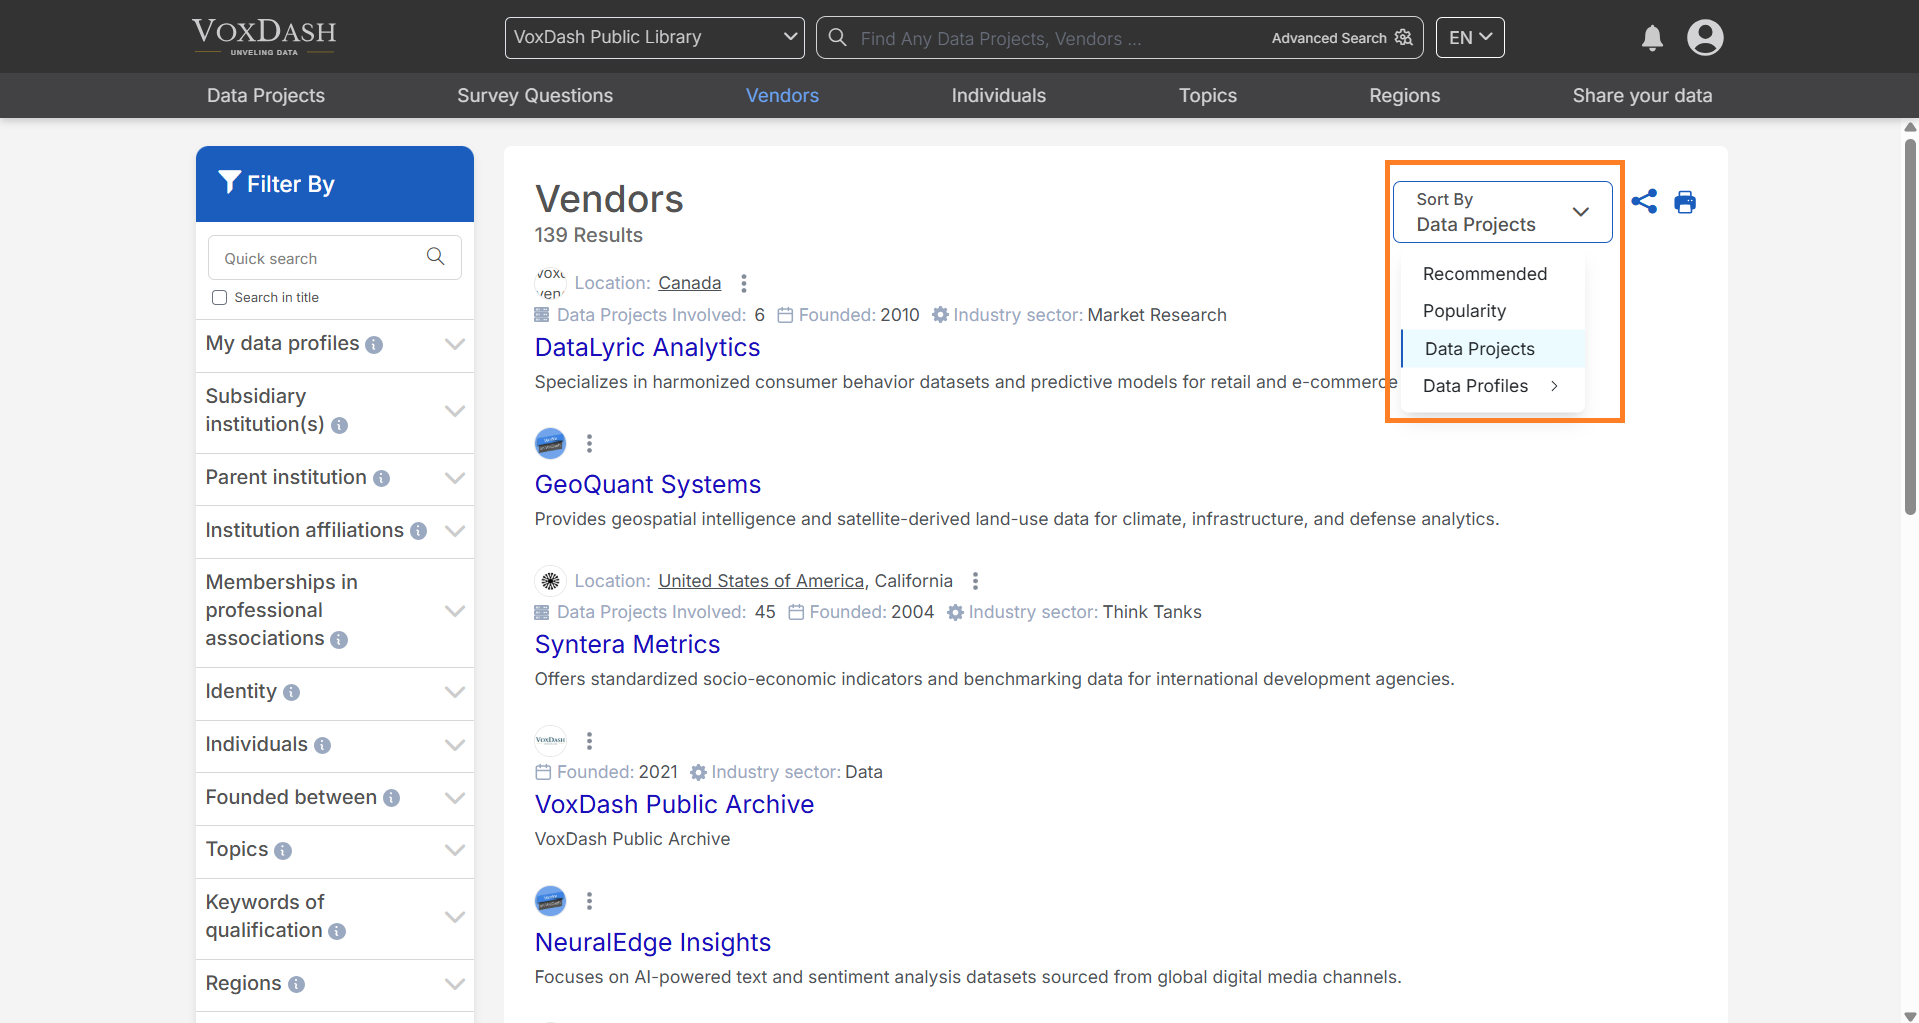 VOXDASH
UNVELING DATA
VoxDash Public Library
Find Any Data Projects, Vendors ...
Advanced Search
EN
Data Projects
Survey Questions
Vendors
Individuals
Topics
Regions
Share your data
Filter By
Quick search
Search in title
My data profiles
Subsidiary
institution(s)
Parent institution
Institution affiliations
Memberships in
professional
associations
Identity
Individuals
Founded between
Topics
Keywords of
qualification
Regions
Vendors
139 Results
Sort By
Data Projects
Recommended
Popularity
Data Projects
Data Profiles
Location: Canada
Data Projects Involved: 6 Founded: 2010 Industry sector: Market Research
DataLyric Analytics
Specializes in harmonized consumer behavior datasets and predictive models for retail and e-commerce
GeoQuant Systems
Provides geospatial intelligence and satellite-derived land-use data for climate, infrastructure, and defense analytics.
Location: United States of America, California
Data Projects Involved: 45 Founded: 2004 Industry sector: Think Tanks
Syntera Metrics
Offers standardized socio-economic indicators and benchmarking data for international development agencies.
VOXDASH
Founded: 2021 Industry sector: Data
VoxDash Public Archive
VoxDash Public Archive
NeuralEdge Insights
Focuses on AI-powered text and sentiment analysis datasets sourced from global digital media channels.